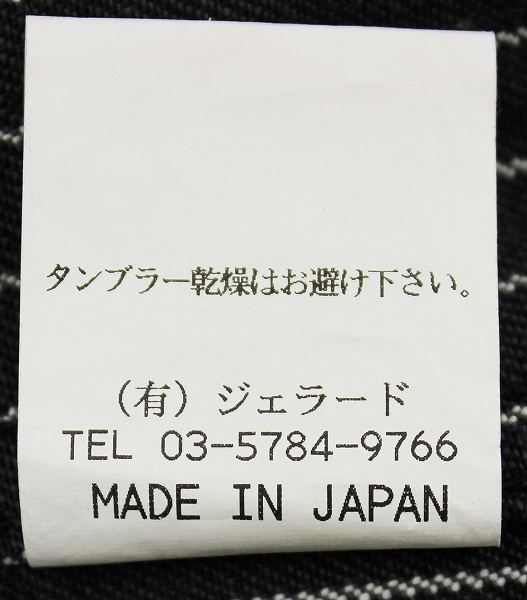 タンブラー乾燥はお避け下さい。
（有）ジェラード
TEL 03-5784-9766
MADE IN JAPAN